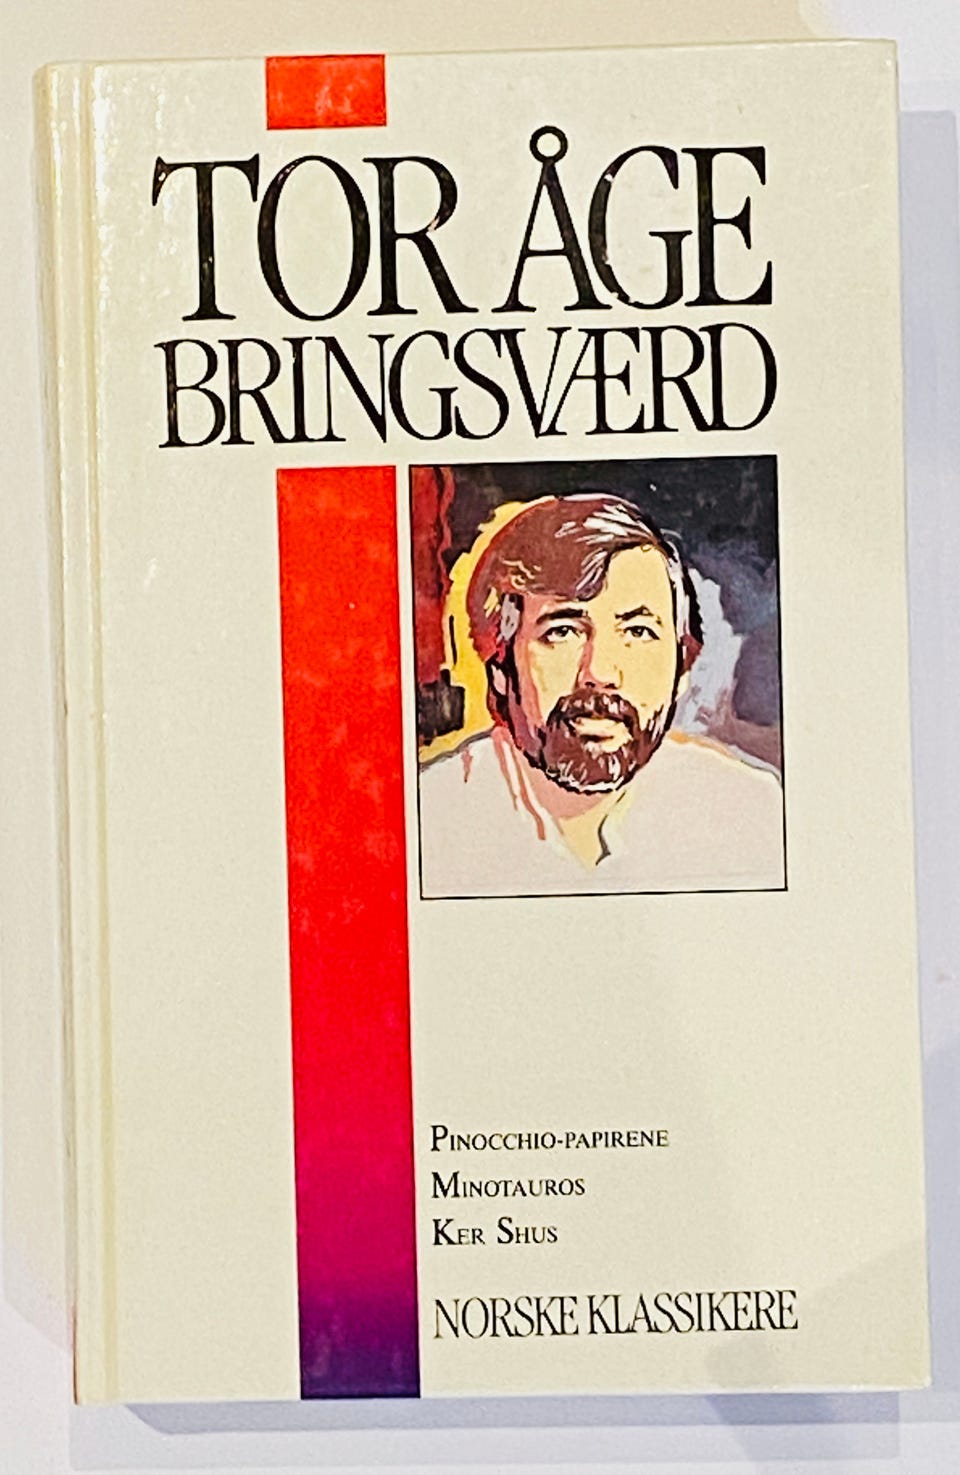 TOR ÅGE
BRINGSVÆRD
PINOCCHIO-PAPIRENE
MINOTAUROS
KER SHUS
NORSKE KLASSIKERE